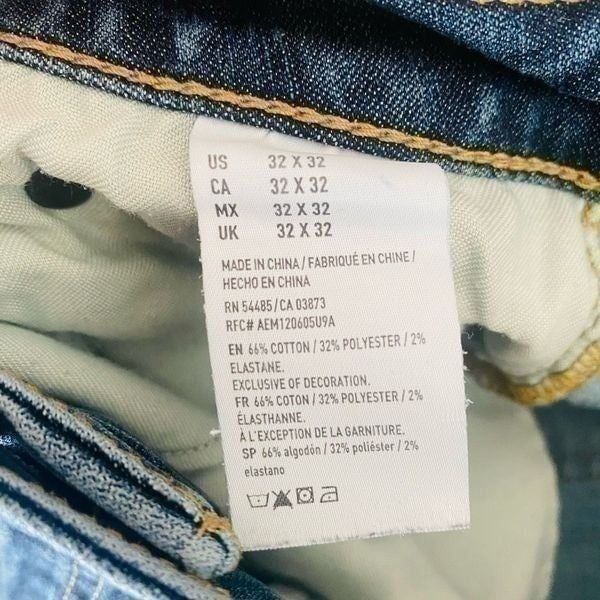 US 32 X 32
CA 32 X 32
MX 32 X 32
UK 32 X 32
MADE IN CHINA / FABRIQUÉ EN CHINE /
HECHO EN CHINA
RN 54485 / CA 03873
RFC# AEM120605U9A
EN 66% COTTON / 32% POLYESTER / 2%
ELASTANE.
EXCLUSIVE OF DECORATION.
FR 66% COTON / 32% POLYESTER / 2%
ÉLASTHANNE.
À L'EXCEPTION DE LA GARNITURE.
SP 66% algodón / 32% poliéster / 2%
elastano